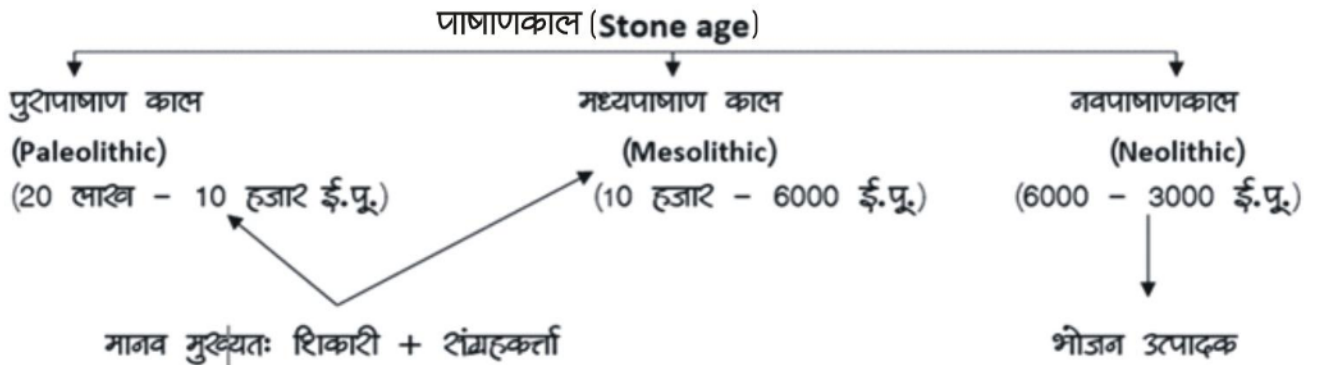 पाषाणकाल (Stone age)
पुरापाषाण काल मध्यपाषाण काल नवपाषाणकाल
(Paleolithic) (Mesolithic) (Neolithic)
(20 लाख – 10 हजार ई.पू.) (10 हजार – 6000 ई.पू.) (6000 – 3000 ई.पू.)
मानव मुख्यतः शिकारी + संग्रहकर्त्ता भोजन उत्पादक